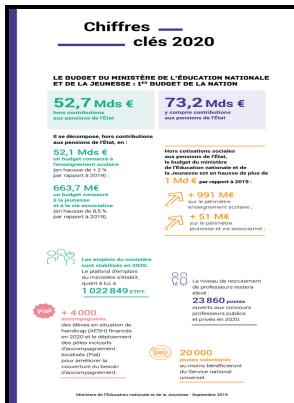 Chiffres
clés 2020
LE BUDGET DU MINISTÈRE DE L'ÉDUCATION NATIONALE
ET DE LA JEUNESSE : 1ER BUDGET DE LA NATION
52,7 Mds €
hors contributions
aux pensions de l'État
73,2 Mds €
y compris contributions
aux pensions de l'État
Il se décompose, hors contributions
aux pensions de l'État, en :
52,1 Mds €
un budget consacré à
l'enseignement scolaire
(en hausse de + 2 %
par rapport à 2019) ;
663,7 M€
un budget consacré
à la jeunesse
et à la vie associative
(en hausse de 8,5 %
par rapport à 2019).
Hors cotisations sociales
aux pensions de l'État,
le budget du ministère
de l'Éducation nationale et de
la Jeunesse est en hausse de plus de
1 Md € par rapport à 2019 :
+ 991 M€
sur le périmètre
enseignement scolaire ;
+ 51 M€
sur le périmètre
jeunesse et vie associative ;
Les emplois du ministère
sont stabilisés en 2020.
Le plafond d'emplois
du ministère s'établit,
quant à lui, à
1 022 849 ETPT.
Le niveau de recrutement
de professeurs restera
élevé :
23 860 postes
ouverts aux concours
professeurs publics
et privés en 2020.
Pial
+ 4 000
accompagnants
des élèves en situation de
handicap (AESH) financés
en 2020 et le déploiement
des pôles inclusifs
d'accompagnement
localisés (Pial)
pour améliorer la
couverture du besoin
d'accompagnement.
20 000
jeunes volontaires
au moins bénéficieront
du Service national
universel
Ministère de l'Éducation nationale et de la Jeunesse - Septembre 2019